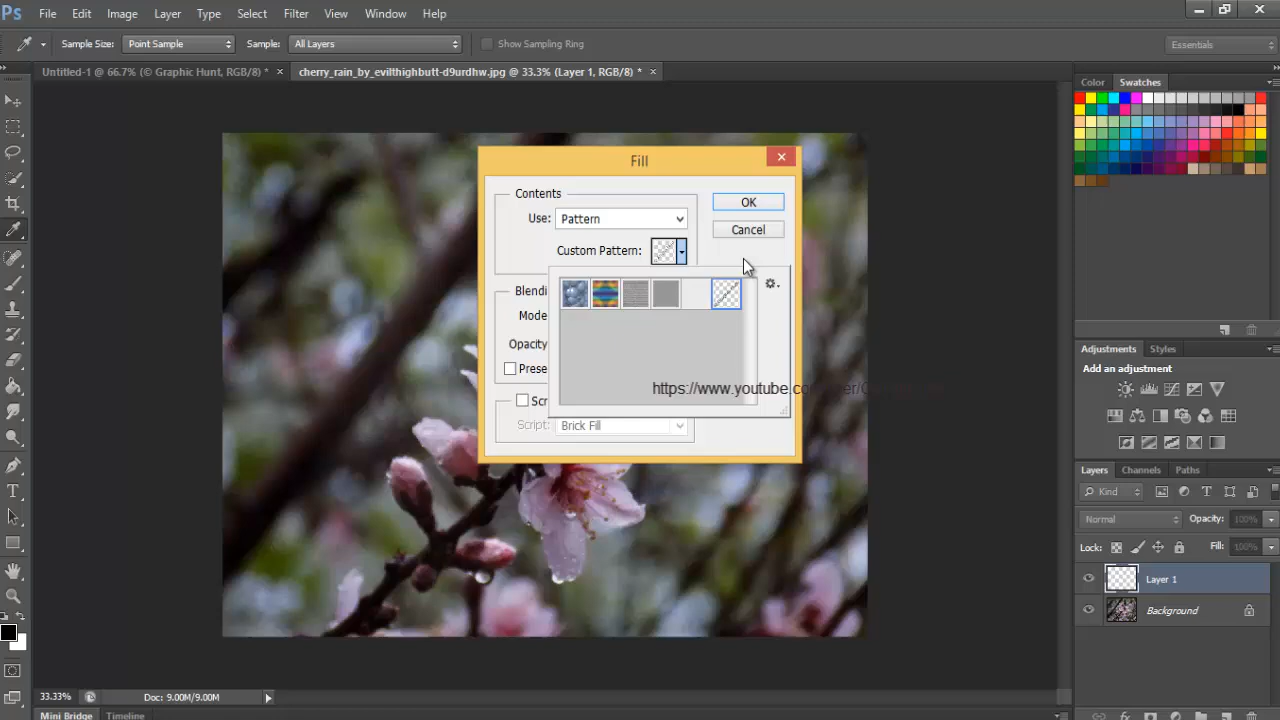 Ps File Edit Image Layer Type Select Filter View Window Help
Sample Size: Point Sample Sample: All Layers Show Sampling Ring Essentials
Untitled-1 @ 66.7% (© Graphic Hunt, RGB/8) * × cherry_rain_by_evilthighbutt-d9urdhw.jpg @ 33.3% (Layer 1, RGB/8) * ×
Color Swatches
Fill
Contents
Use: Pattern
OK
Custom Pattern:
Cancel
Blendi
Mode
Opacity
Prese
Scr
Script: Brick Fill
https://www.youtube.co
Adjustments Styles
Add an adjustment
Layers Channels Paths
Kind
Normal Opacity: 100%
Lock: Fill: 100%
Layer 1
Background
33.33% Doc: 9.00M/9.00M
Mini Bridge Timeline